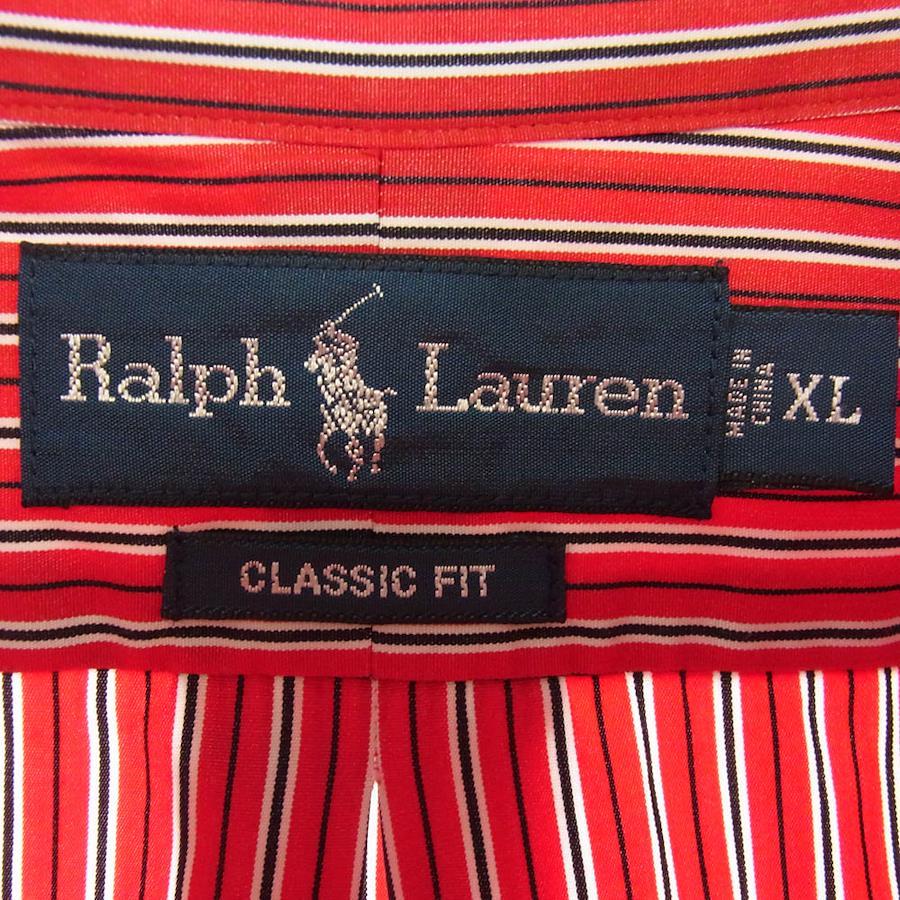 Ralph Lauren
MADE IN
CHINA
XL
CLASSIC FIT